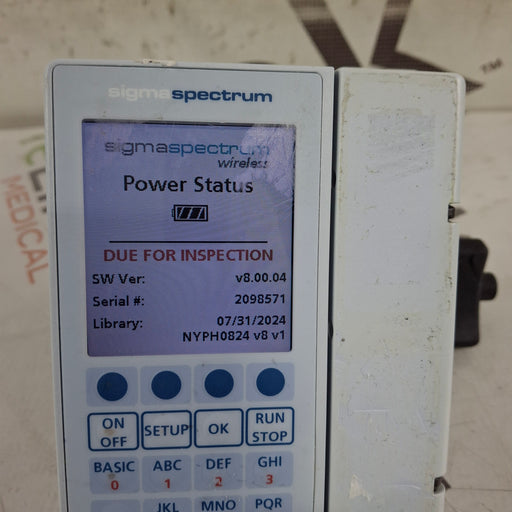 sigmaspectrum
sigmaspectrum
wireless
Power Status
DUE FOR INSPECTION
SW Ver: v8.00.04
Serial #: 2098571
Library: 07/31/2024
NYPH0824 v8 v1
ON OFF SETUP OK RUN STOP
BASIC ABC DEF GHI
0 1 2 3
JKL MNO PQR
MEDICAL
TM